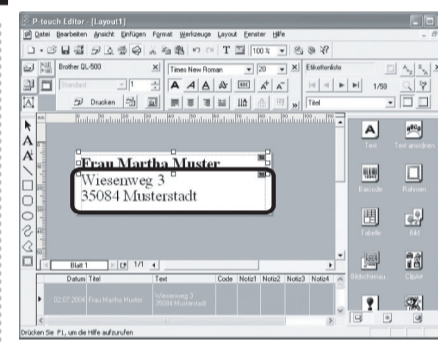 P-touch Editor - [Layout1]
Datei Bearbeiten Ansicht Einfügen Format Werkzeuge Layout Fenster Hilfe
100 %
Brother QL-500
Times New Roman
20
Etikettenliste
Standard
1
1/50
Drucken
Titel
Frau Martha Muster
Wiesenweg 3
35084 Musterstadt
Text
Text anordnen
Barcode
Rahmen
Tabelle
Bild
Bildschirmau.
Clipart
Blatt 1
1/1
Datum Titel Text Code Notiz1 Notiz2 Notiz3 Notiz4
02.07.2004 Frau Martha Muster Wiesenweg 3
35084 Musterstadt
Drücken Sie F1, um die Hilfe aufzurufen